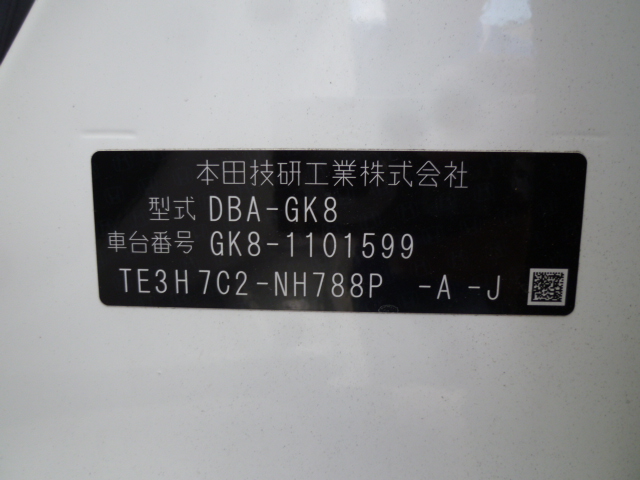 本田技研工業株式会社
型式 DBA-GK8
車台番号 GK8-1101599
TE3H7C2-NH788P -A -J